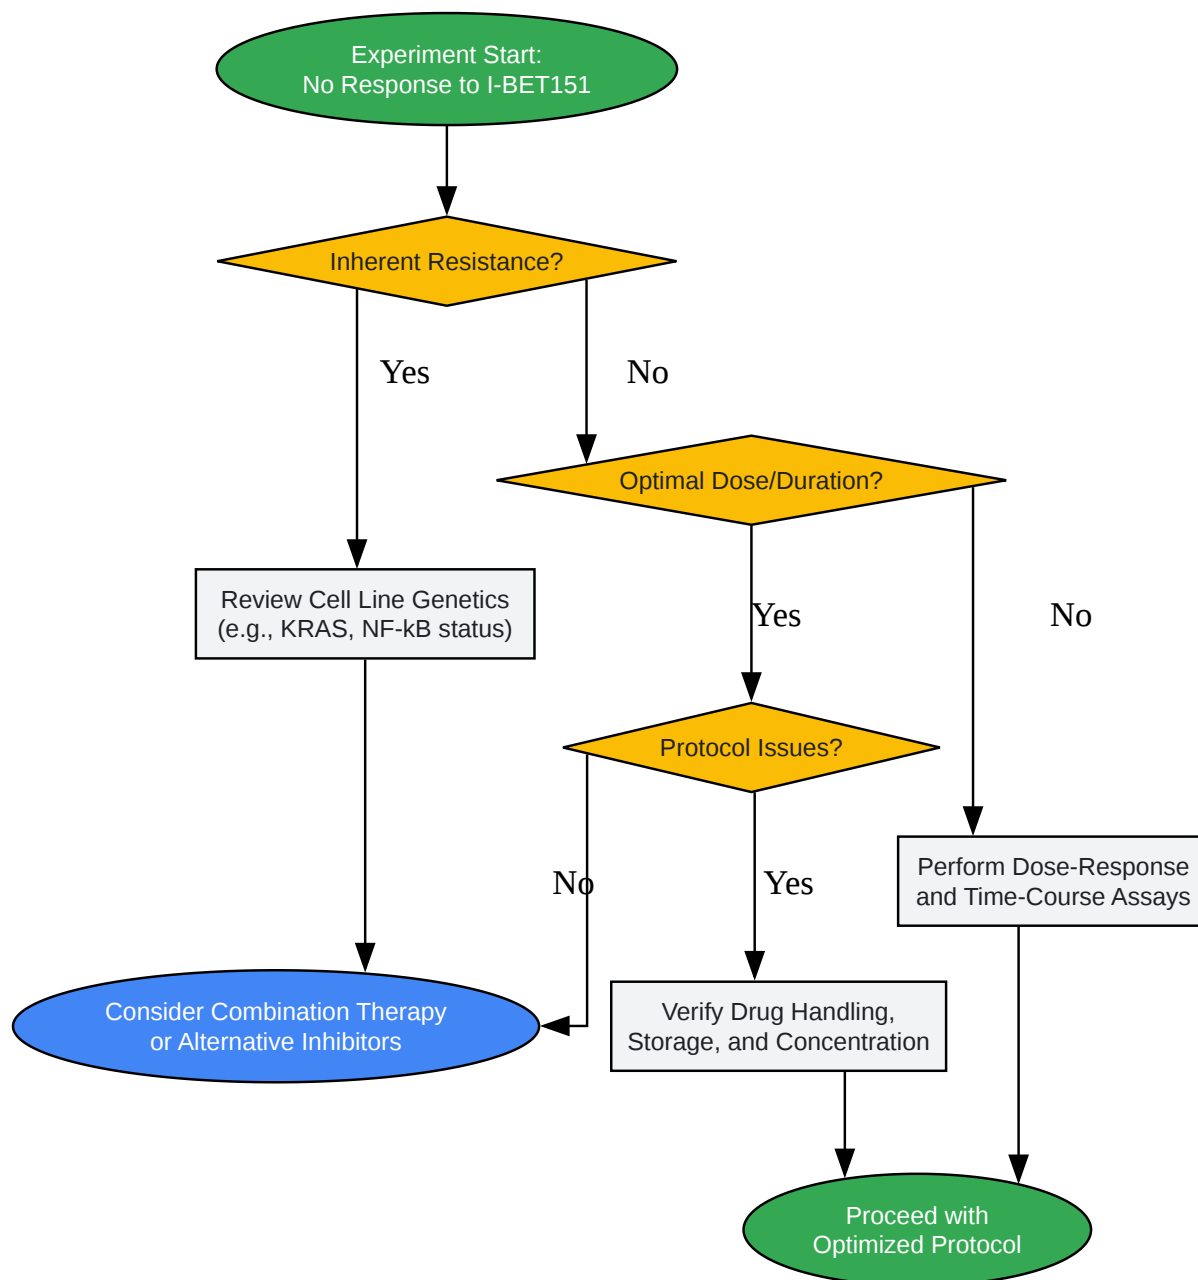 Experiment Start:
No Response to I-BET151
Inherent Resistance?
Yes
No
Optimal Dose/Duration?
Review Cell Line Genetics
(e.g., KRAS, NF-kB status)
Yes
No
Protocol Issues?
No
Yes
Perform Dose-Response
and Time-Course Assays
Consider Combination Therapy
or Alternative Inhibitors
Verify Drug Handling,
Storage, and Concentration
Proceed with
Optimized Protocol